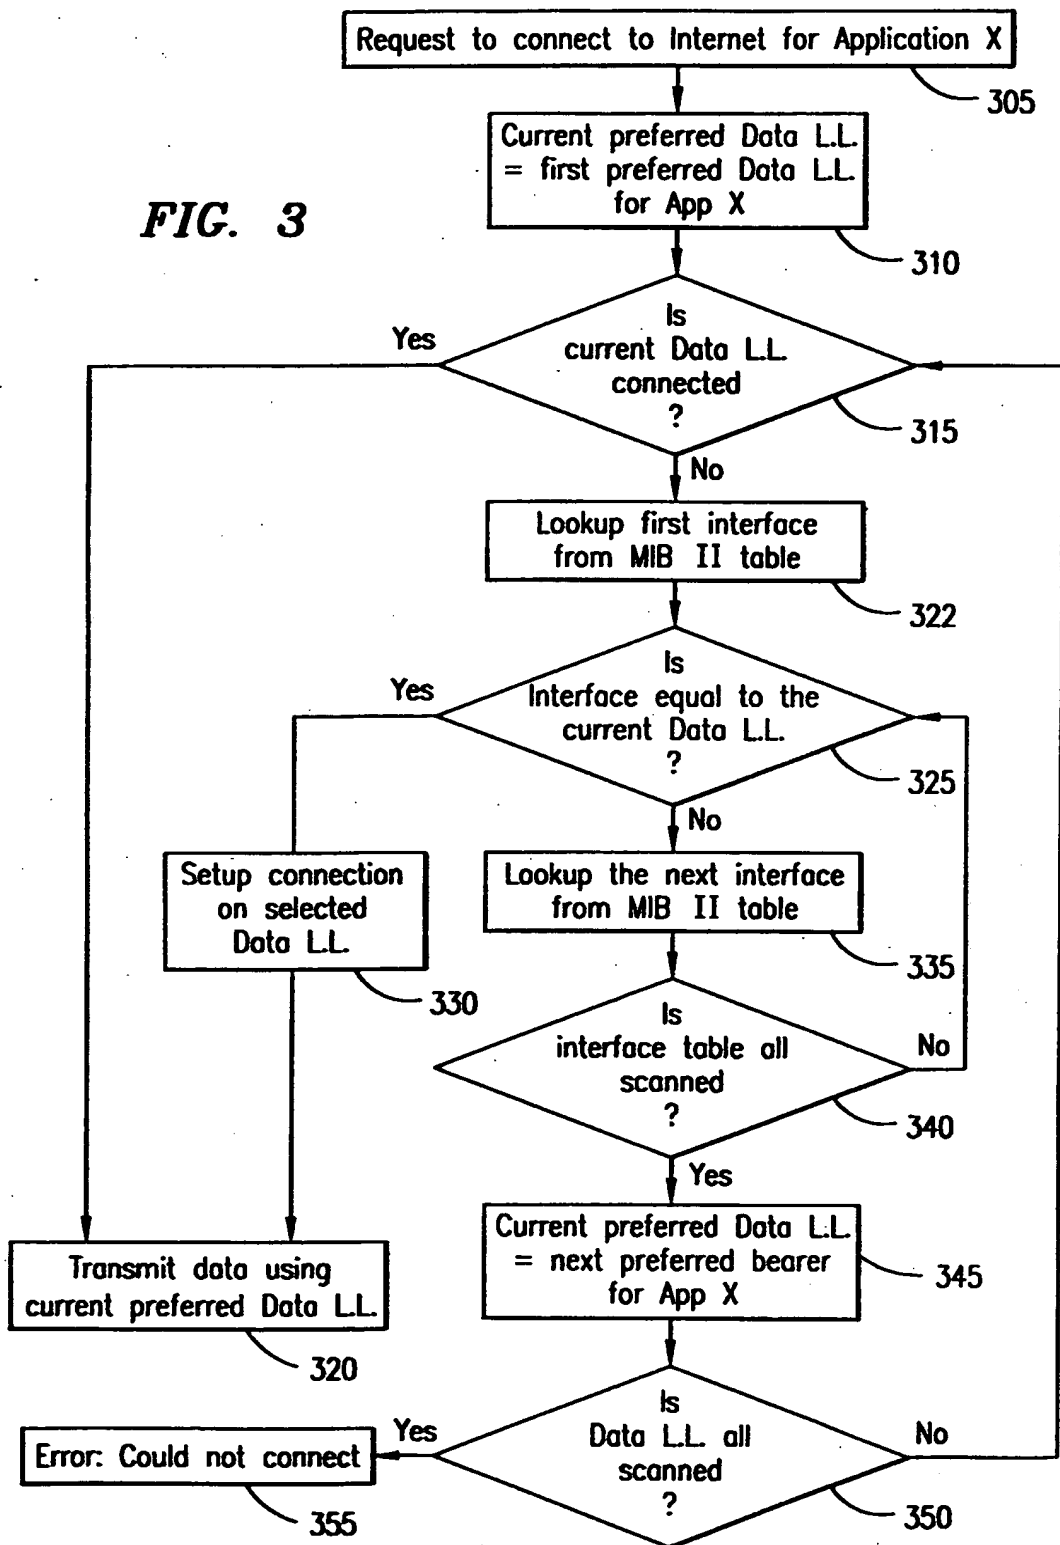 Request to connect to Internet for Application X
305
Current preferred Data L.L.
= first preferred Data L.L.
for App X
310
FIG. 3
Is
current Data L.L.
connected
?
315
Yes
No
Lookup first interface
from MIB II table
322
Is
Interface equal to the
current Data L.L.
?
325
Yes
No
Setup connection
on selected
Data L.L.
330
Lookup the next interface
from MIB II table
335
Is
interface table all
scanned
?
340
No
Yes
Current preferred Data L.L.
= next preferred bearer
for App X
345
Transmit data using
current preferred Data L.L.
320
Is
Data L.L. all
scanned
?
350
Yes
No
Error: Could not connect
355